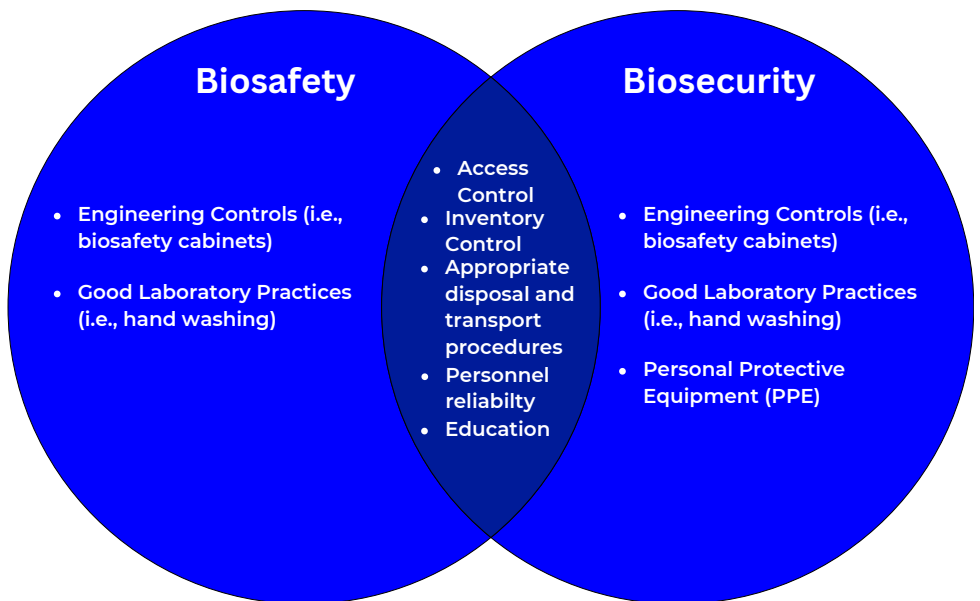 Biosafety
• Engineering Controls (i.e.,
biosafety cabinets)
• Good Laboratory Practices
(i.e., hand washing)
• Access
Control
• Inventory
Control
• Appropriate
disposal and
transport
procedures
• Personnel
reliabilty
• Education
Biosecurity
• Engineering Controls (i.e.,
biosafety cabinets)
• Good Laboratory Practices
(i.e., hand washing)
• Personal Protective
Equipment (PPE)